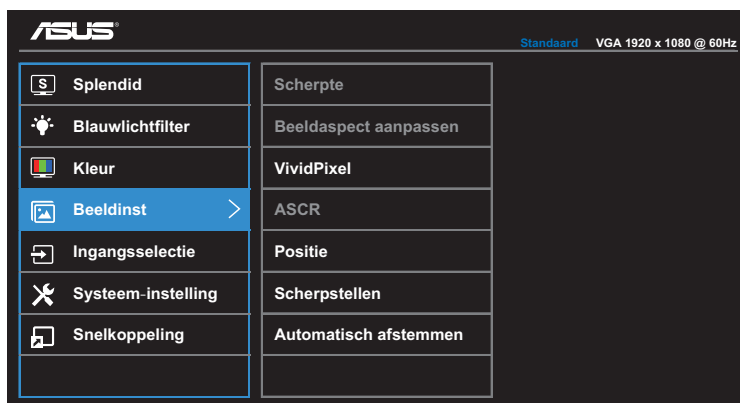 ASUS
Standaard VGA 1920 x 1080 @ 60Hz
S Splendid
Blauwlichtfilter
Kleur
Beeldinst
Ingangsselectie
Systeem-instelling
Snelkoppeling
Scherpte
Beeldaspect aanpassen
VividPixel
ASCR
Positie
Scherpstellen
Automatisch afstemmen